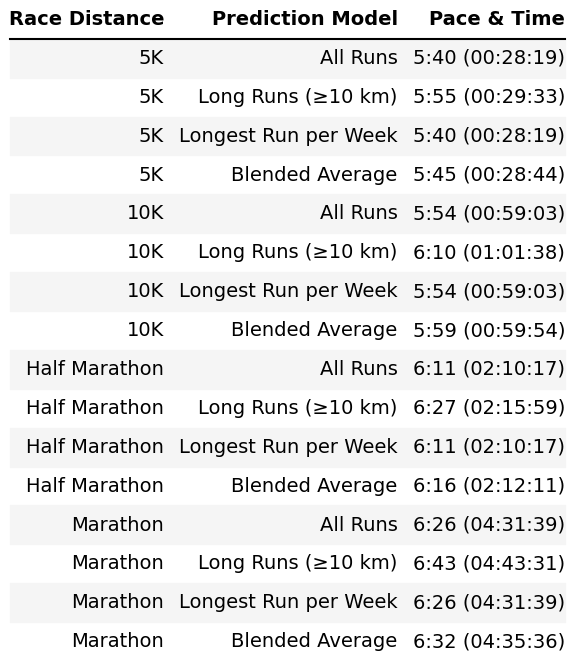 Race Distance Prediction Model Pace & Time
5K All Runs 5:40 (00:28:19)
5K Long Runs (≥10 km) 5:55 (00:29:33)
5K Longest Run per Week 5:40 (00:28:19)
5K Blended Average 5:45 (00:28:44)
10K All Runs 5:54 (00:59:03)
10K Long Runs (≥10 km) 6:10 (01:01:38)
10K Longest Run per Week 5:54 (00:59:03)
10K Blended Average 5:59 (00:59:54)
Half Marathon All Runs 6:11 (02:10:17)
Half Marathon Long Runs (≥10 km) 6:27 (02:15:59)
Half Marathon Longest Run per Week 6:11 (02:10:17)
Half Marathon Blended Average 6:16 (02:12:11)
Marathon All Runs 6:26 (04:31:39)
Marathon Long Runs (≥10 km) 6:43 (04:43:31)
Marathon Longest Run per Week 6:26 (04:31:39)
Marathon Blended Average 6:32 (04:35:36)